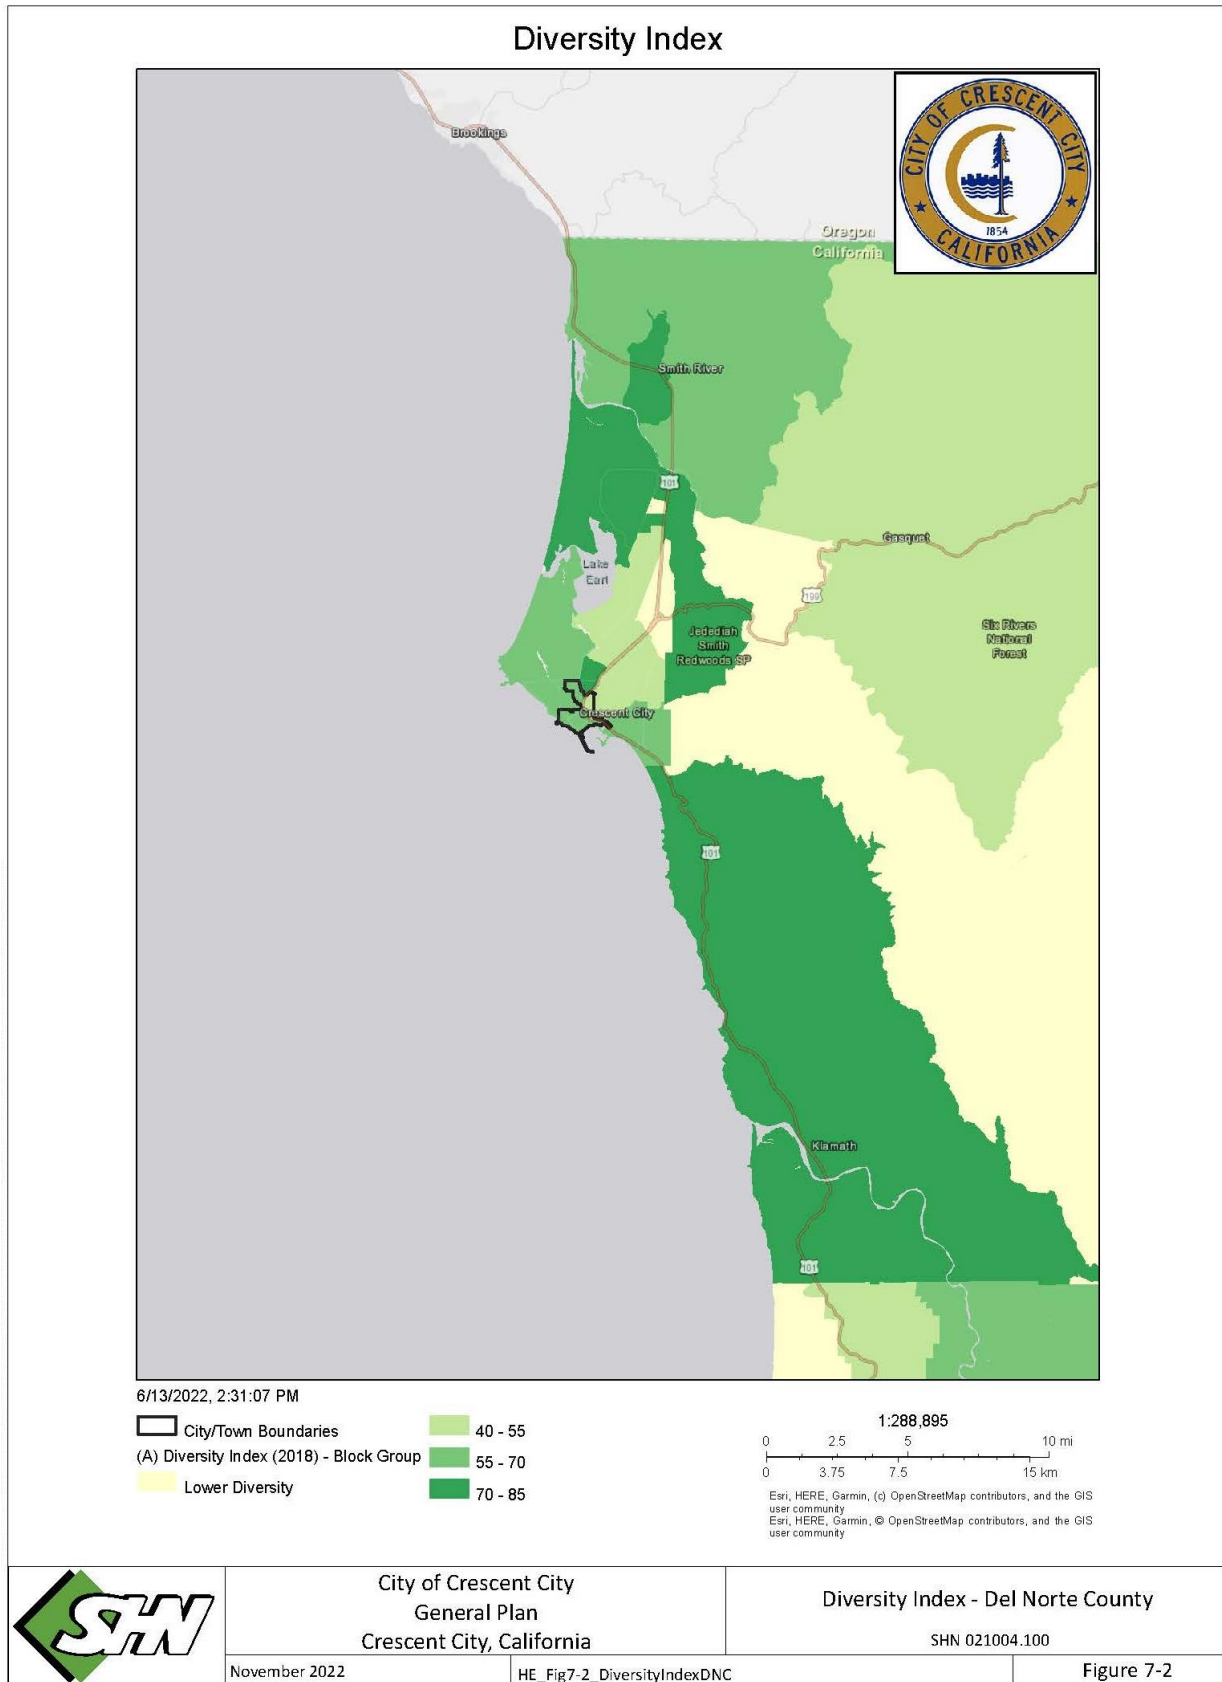 Diversity Index
CITY OF CRESCENT CITY
1854
CALIFORNIA
Brookings
Oregon
California
Smith River
101
Gasquet
Lake
Earl
199
Jedediah
Smith
Redwoods SP
Six Rivers
National
Forest
Crescent City
101
Klamath
101
6/13/2022, 2:31:07 PM
City/Town Boundaries
(A) Diversity Index (2018) - Block Group
Lower Diversity
40 - 55
55 - 70
70 - 85
1:288,895
0 2.5 5 10 mi
0 3.75 7.5 15 km
Esri, HERE, Garmin, (c) OpenStreetMap contributors, and the GIS
user community
Esri, HERE, Garmin, © OpenStreetMap contributors, and the GIS
user community
SHN
City of Crescent City
General Plan
Crescent City, California
Diversity Index - Del Norte County
SHN 021004.100
November 2022
HE_Fig7-2_DiversityIndexDNC
Figure 7-2